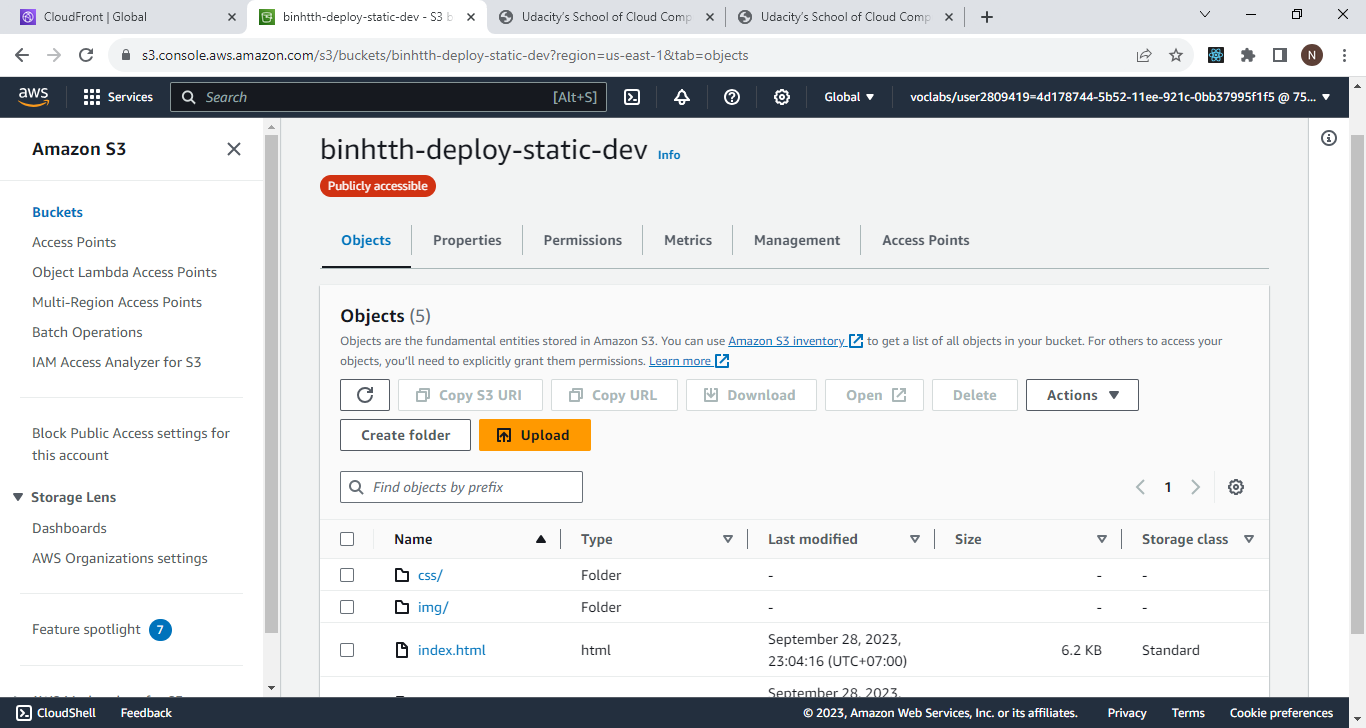 CloudFront | Global
binhtth-deploy-static-dev - S3 b
Udacity's School of Cloud Comp
Udacity's School of Cloud Comp
s3.console.aws.amazon.com/s3/buckets/binhtth-deploy-static-dev?region=us-east-1&tab=objects
N
aws
Services
Search
[Alt+S]
Global
voclabs/user2809419=4d178744-5b52-11ee-921c-0bb37995f1f5 @ 75...
Amazon S3
Buckets
Access Points
Object Lambda Access Points
Multi-Region Access Points
Batch Operations
IAM Access Analyzer for S3
Block Public Access settings for
this account
Storage Lens
Dashboards
AWS Organizations settings
Feature spotlight 7
binhtth-deploy-static-dev Info
Publicly accessible
Objects
Properties
Permissions
Metrics
Management
Access Points
Objects (5)
Objects are the fundamental entities stored in Amazon S3. You can use Amazon S3 inventory to get a list of all objects in your bucket. For others to access your
objects, you'll need to explicitly grant them permissions. Learn more
Copy S3 URI
Copy URL
Download
Open
Delete
Actions
Create folder
Upload
Find objects by prefix
1
Name
Type
Last modified
Size
Storage class
css/ Folder - - -
img/ Folder - - -
index.html html September 28, 2023, 6.2 KB Standard
23:04:16 (UTC+07:00)
September 28, 2023,
CloudShell
Feedback
© 2023, Amazon Web Services, Inc. or its affiliates.
Privacy
Terms
Cookie preferences